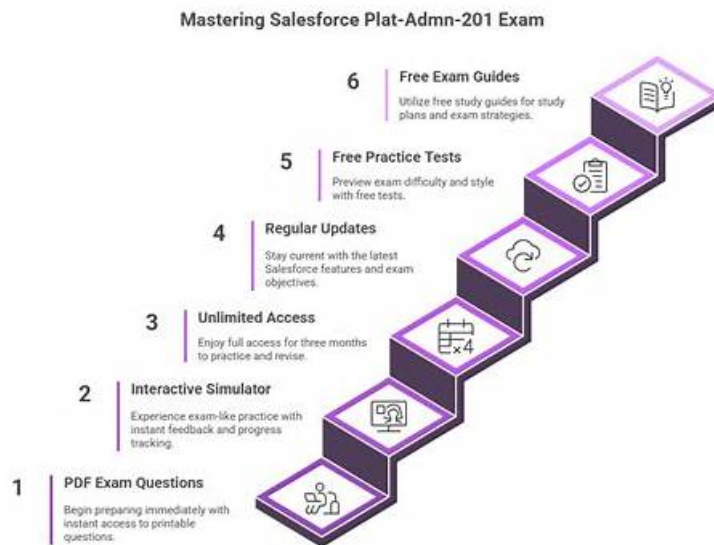 Mastering Salesforce Plat-Admn-201 Exam
6
Free Exam Guides
Utilize free study guides for study
plans and exam strategies.
5
Free Practice Tests
Preview exam difficulty and style
with free tests.
4
Regular Updates
Stay current with the latest
Salesforce features and exam
objectives.
3
Unlimited Access
Enjoy full access for three months
to practice and revise.
×4
2
Interactive Simulator
Experience exam-like practice with
instant feedback and progress
tracking.
1
PDF Exam Questions
Begin preparing immediately with
instant access to printable
questions.